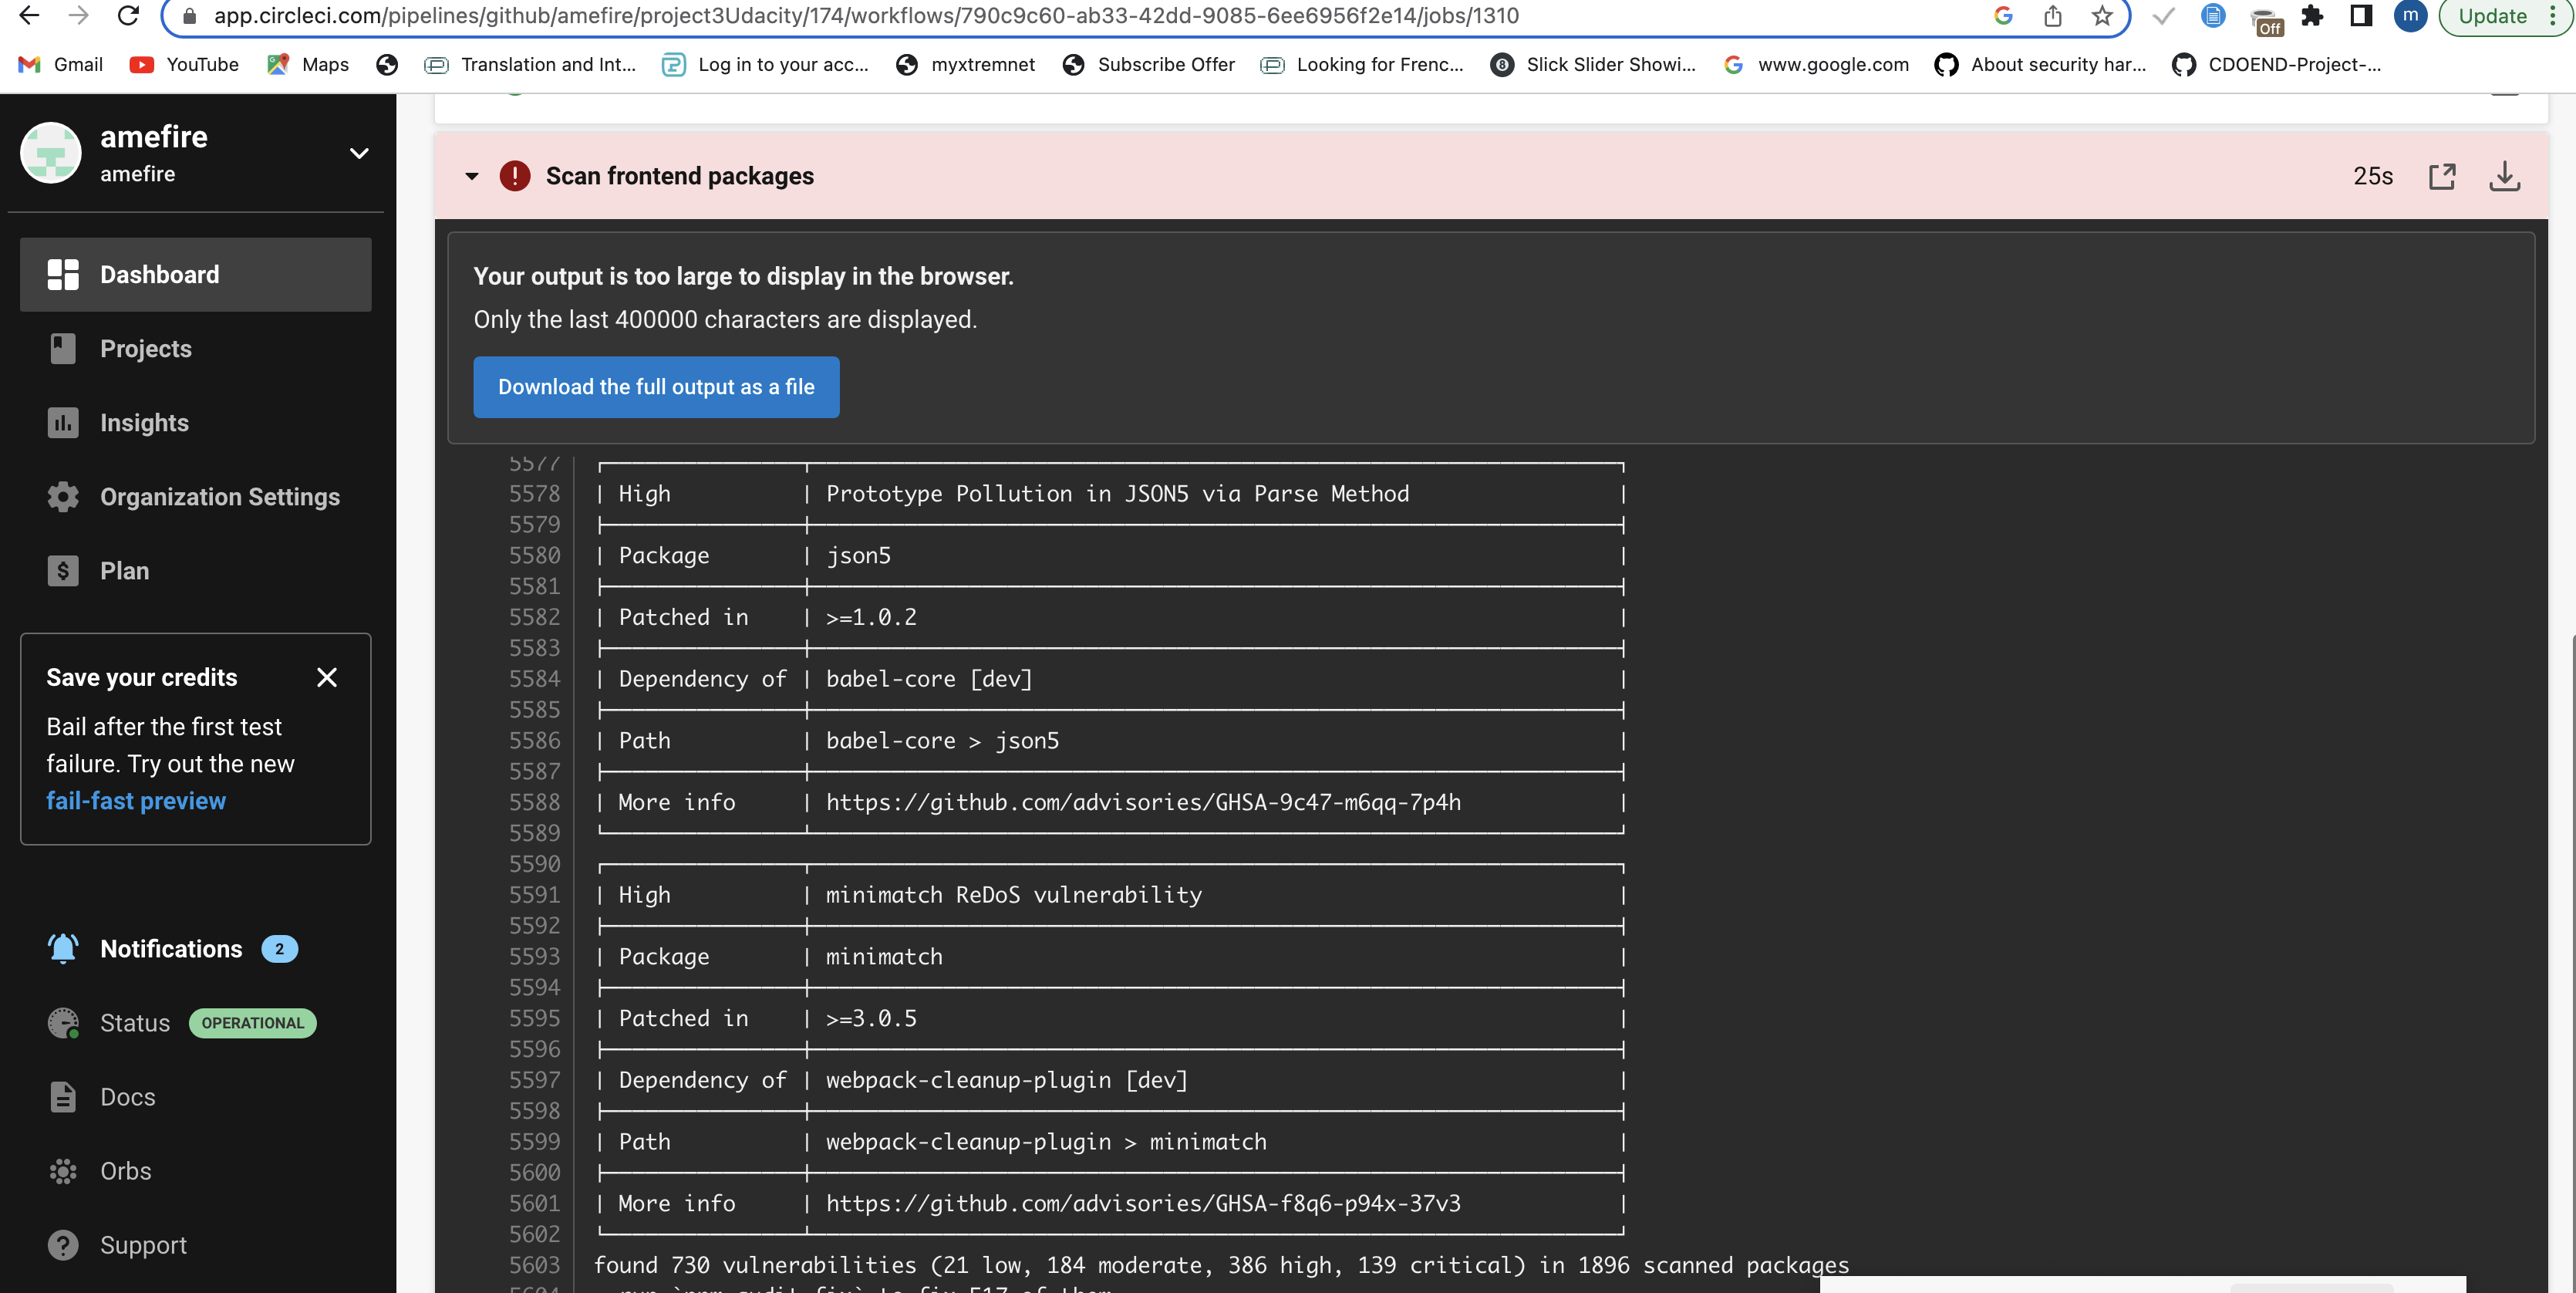 app.circleci.com/pipelines/github/amefire/project3Udacity/174/workflows/790c9c60-ab33-42dd-9085-6ee6956f2e14/jobs/1310
Off
m
Update
Gmail
YouTube
Maps
Translation and Int...
Log in to your acc...
myxtremnet
Subscribe Offer
Looking for Frenc...
Slick Slider Showi...
www.google.com
About security har...
CDOEND-Project-...
amefire
amefire
Dashboard
Projects
Insights
Organization Settings
Plan
Save your credits
Bail after the first test
failure. Try out the new
fail-fast preview
Notifications 2
Status OPERATIONAL
Docs
Orbs
Support
Scan frontend packages 25s
Your output is too large to display in the browser.
Only the last 400000 characters are displayed.
Download the full output as a file
5577
5578 | High | Prototype Pollution in JSON5 via Parse Method |
5579
5580 | Package | json5 |
5581
5582 | Patched in | >=1.0.2 |
5583
5584 | Dependency of | babel-core [dev] |
5585
5586 | Path | babel-core > json5 |
5587
5588 | More info | https://github.com/advisories/GHSA-9c47-m6qq-7p4h |
5589
5590
5591 | High | minimatch ReDoS vulnerability |
5592
5593 | Package | minimatch |
5594
5595 | Patched in | >=3.0.5 |
5596
5597 | Dependency of | webpack-cleanup-plugin [dev] |
5598
5599 | Path | webpack-cleanup-plugin > minimatch |
5600
5601 | More info | https://github.com/advisories/GHSA-f8q6-p94x-37v3 |
5602
5603 found 730 vulnerabilities (21 low, 184 moderate, 386 high, 139 critical) in 1896 scanned packages
5604 run `npm audit fix` to fix 517 of them